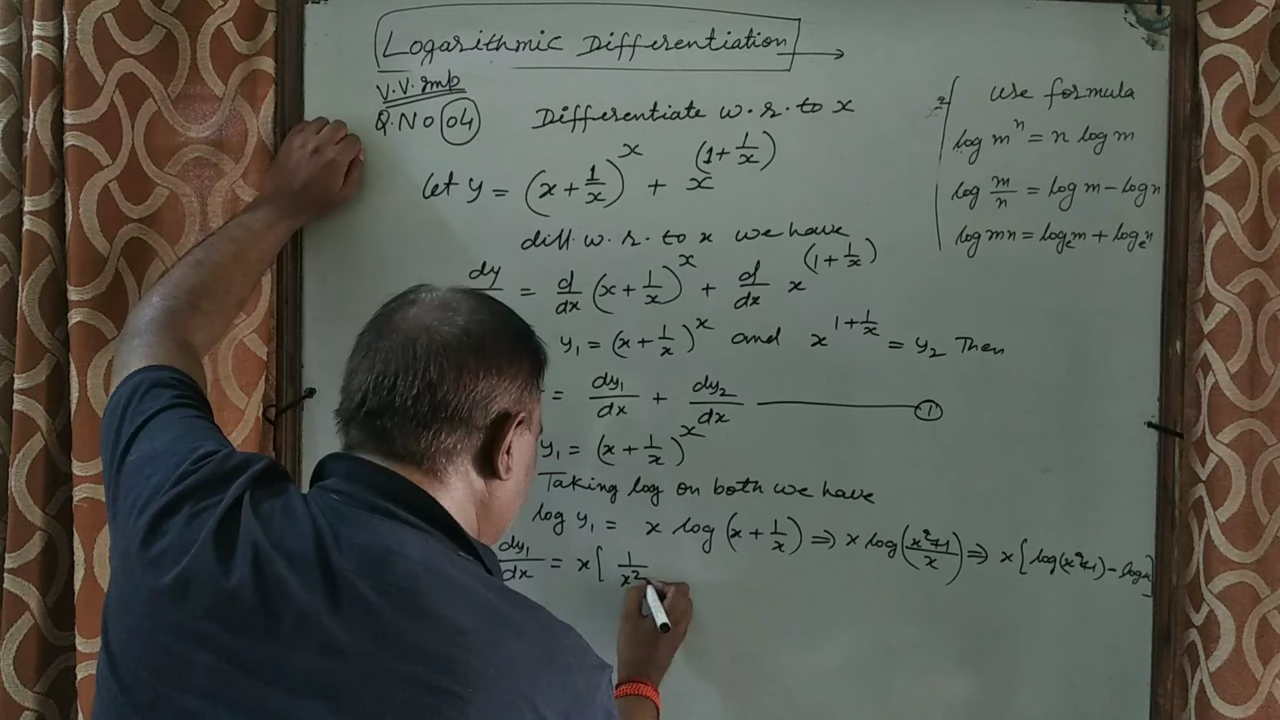 Logarithmic Differentiation
V.V. Imp
Q.No 04 Differentiate w.r.to x
Let y = (x + 1/x)^x + x^(1 + 1/x)
diff. w.r.to x we have
dy = d/dx (x + 1/x)^x + d/dx x^(1 + 1/x)
y₁ = (x + 1/x)^x and x^(1 + 1/x) = y₂ Then
= dy₁/dx + dy₂/dx ——— ①
y₁ = (x + 1/x)^x
Taking log on both we have
log y₁ = x log (x + 1/x) ⇒ x log (x²+1/x) ⇒ x [log(x²+1) - log x]
dy₁/dx = x [ 1/x²
use formula
log mⁿ = n log m
log m/n = log m - log n
log mn = logₑm + logₑn